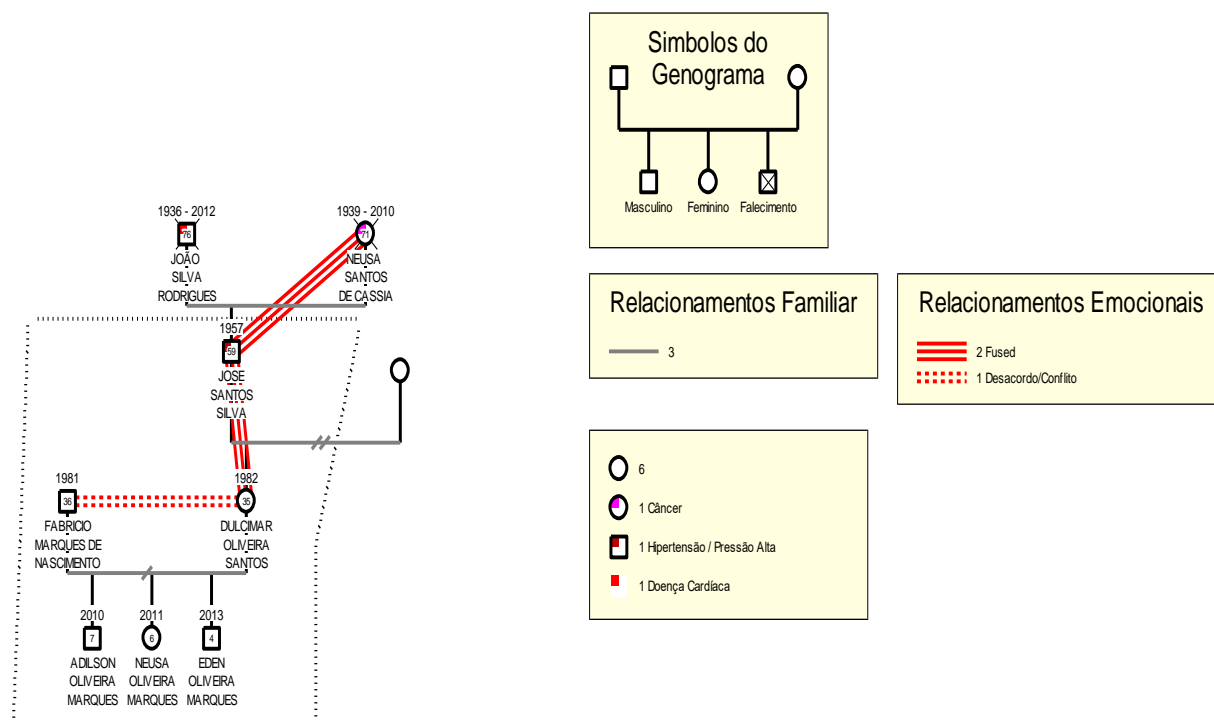 Simbolos do
Genograma
Masculino
Feminino
Falecimento
1936 - 2012
76
JOÃO
SILVA
RODRIGUES
1939 - 2010
71
NEUSA
SANTOS
DE CASSIA
1957
59
JOSE
SANTOS
SILVA
1981
36
FABRICIO
MARQUES DE
NASCIMENTO
1982
35
DULCIMAR
OLIVEIRA
SANTOS
2010
7
ADILSON
OLIVEIRA
MARQUES
2011
6
NEUSA
OLIVEIRA
MARQUES
2013
4
EDEN
OLIVEIRA
MARQUES
Relacionamentos Familiar
3
Relacionamentos Emocionais
2 Fused
1 Desacordo/Conflito
6
1 Câncer
1 Hipertensão / Pressão Alta
1 Doença Cardíaca